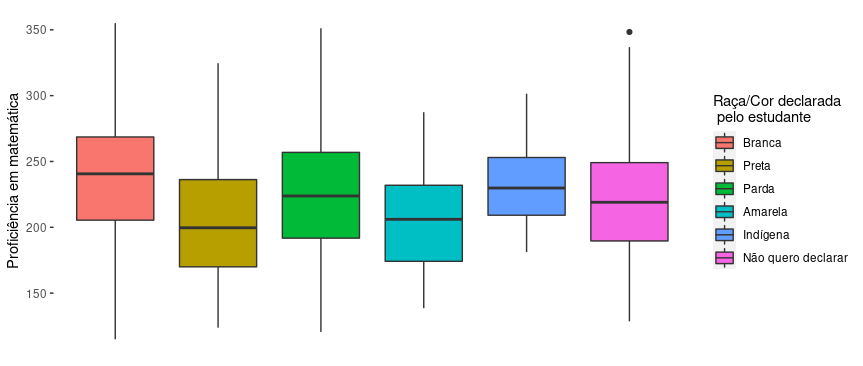 Proficiência em matemática
350
300
250
200
150
Raça/Cor declarada
pelo estudante
Branca
Preta
Parda
Amarela
Indígena
Não quero declarar